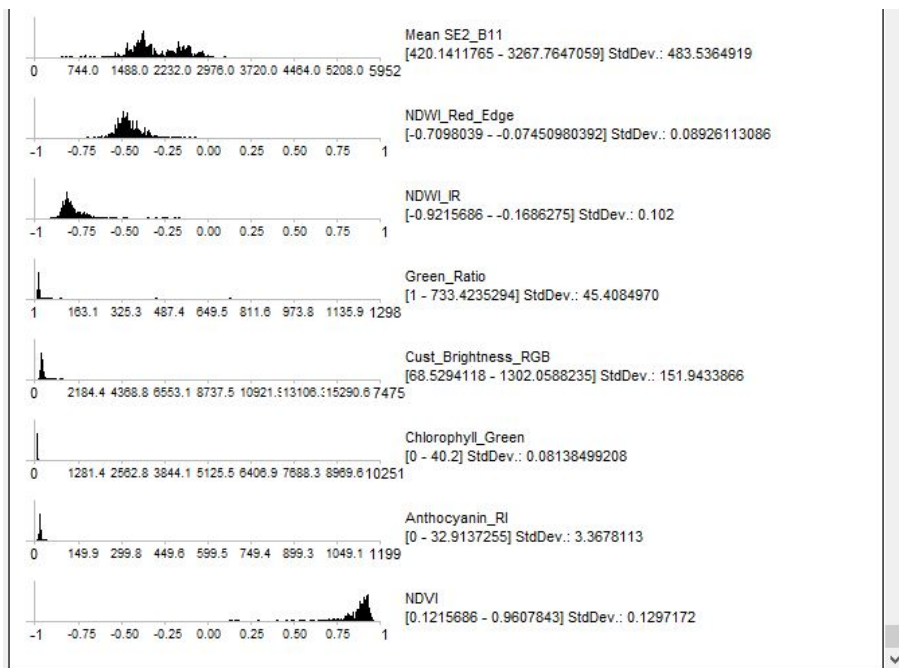 Mean SE2_B11
[420.1411765 - 3267.7647059] StdDev.: 483.5364919
0 744.0 1488.0 2232.0 2976.0 3720.0 4464.0 5208.0 5952
NDWI_Red_Edge
[-0.7098039 - -0.07450980392] StdDev.: 0.08926113086
-1 -0.75 -0.50 -0.25 0.00 0.25 0.50 0.75 1
NDWI_IR
[-0.9215686 - -0.1686275] StdDev.: 0.102
-1 -0.75 -0.50 -0.25 0.00 0.25 0.50 0.75 1
Green_Ratio
[1 - 733.4235294] StdDev.: 45.4084970
1 163.1 325.3 487.4 649.5 811.6 973.8 1135.9 1298
Cust_Brightness_RGB
[68.5294118 - 1302.0588235] StdDev.: 151.9433866
0 2184.4 4368.8 6553.1 8737.5 10921.9 13106.3 15290.6 7475
Chlorophyll_Green
[0 - 40.2] StdDev.: 0.08138499208
0 1281.4 2562.8 3844.1 5125.5 6406.9 7688.3 8969.6 10251
Anthocyanin_RI
[0 - 32.9137255] StdDev.: 3.3678113
0 149.9 299.8 449.6 599.5 749.4 899.3 1049.1 1199
NDVI
[0.1215686 - 0.9607843] StdDev.: 0.1297172
-1 -0.75 -0.50 -0.25 0.00 0.25 0.50 0.75 1